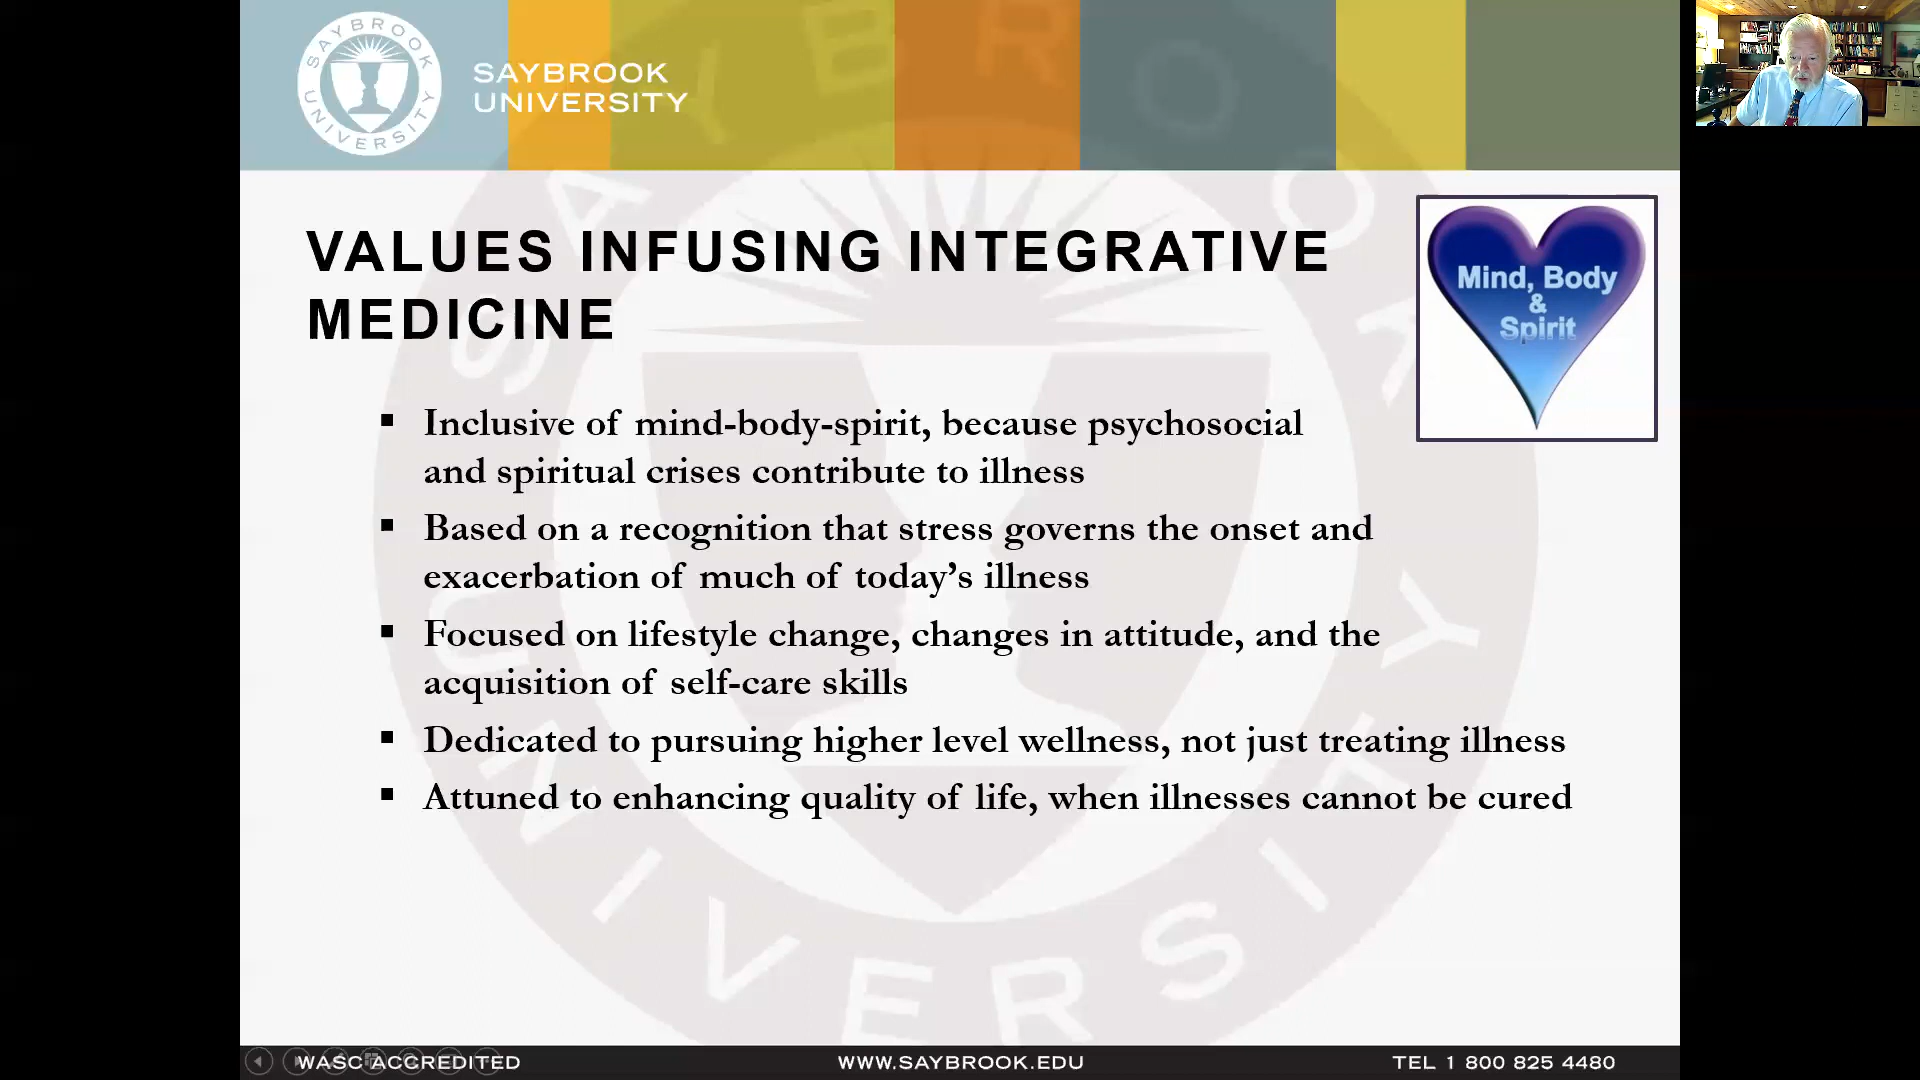 SAYBROOK UNIVERSITY
SAYBROOK
UNIVERSITY
VALUES INFUSING INTEGRATIVE
MEDICINE
Mind, Body
&
Spirit
▪ Inclusive of mind-body-spirit, because psychosocial
and spiritual crises contribute to illness
▪ Based on a recognition that stress governs the onset and
exacerbation of much of today’s illness
▪ Focused on lifestyle change, changes in attitude, and the
acquisition of self-care skills
▪ Dedicated to pursuing higher level wellness, not just treating illness
▪ Attuned to enhancing quality of life, when illnesses cannot be cured
SAYBROOK UNIVERSITY
WASC ACCREDITED
WWW.SAYBROOK.EDU
TEL 1 800 825 4480